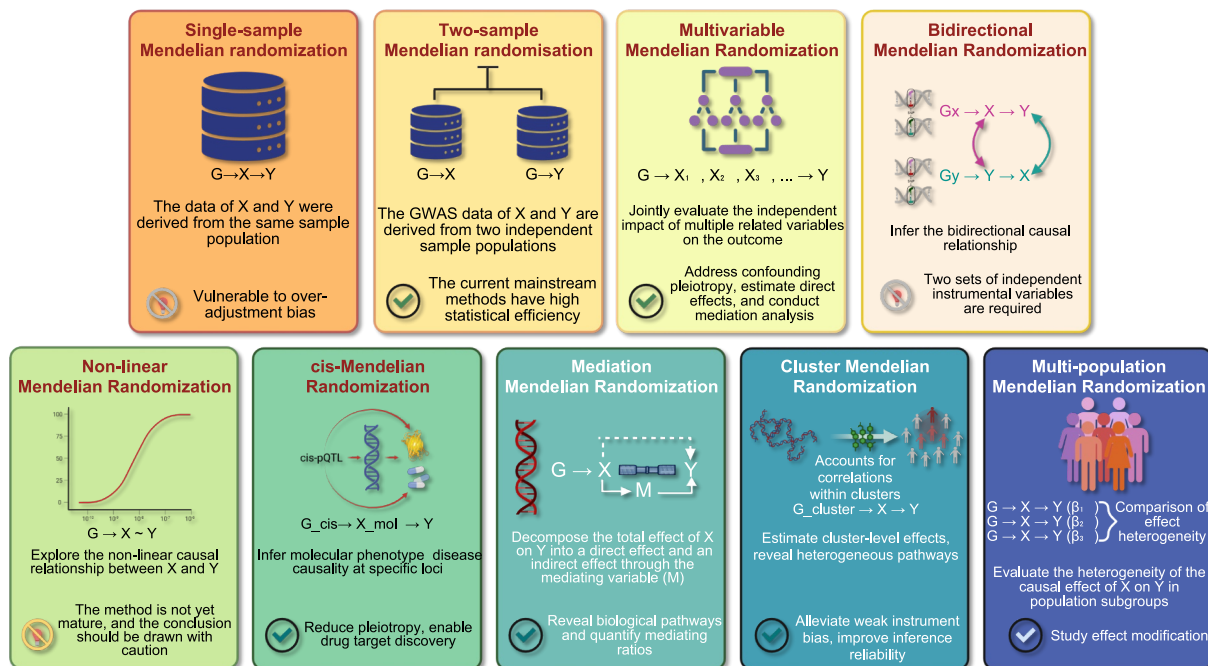 Single-sample
Mendelian randomization
G→X→Y
The data of X and Y were
derived from the same sample
population
Vulnerable to over-
adjustment bias
Two-sample
Mendelian randomisation
G→X
G→Y
The GWAS data of X and Y are
derived from two independent
sample populations
The current mainstream
methods have high
statistical efficiency
Multivariable
Mendelian Randomization
G → X₁ , X₂ , X₃ , ... → Y
Jointly evaluate the independent
impact of multiple related variables
on the outcome
Address confounding
pleiotropy, estimate direct
effects, and conduct
mediation analysis
Bidirectional
Mendelian Randomization
Gx → X → Y
Gy → Y → X
Infer the bidirectional causal
relationship
Two sets of independent
instrumental variables
are required
Non-linear
Mendelian Randomization
100
75
50
25
0
G → X ~ Y
Explore the non-linear causal
relationship between X and Y
The method is not yet
mature, and the conclusion
should be drawn with
caution
cis-Mendelian
Randomization
cis-pQTL
G_cis→ X_mol → Y
Infer molecular phenotype disease
causality at specific loci
Reduce pleiotropy, enable
drug target discovery
Mediation
Mendelian Randomization
G → X Y
M
Decompose the total effect of X
on Y into a direct effect and an
indirect effect through the
mediating variable (M)
Reveal biological pathways
and quantify mediating
ratios
Cluster Mendelian
Randomization
Accounts for
correlations
within clusters
G_cluster → X → Y
Estimate cluster-level effects,
reveal heterogeneous pathways
Alleviate weak instrument
bias, improve inference
reliability
Multi-population
Mendelian Randomization
G → X → Y (β₁)
G → X → Y (β₂)
G → X → Y (β₃)
Comparison of
effect
heterogeneity
Evaluate the heterogeneity of the
causal effect of X on Y in
population subgroups
Study effect modification